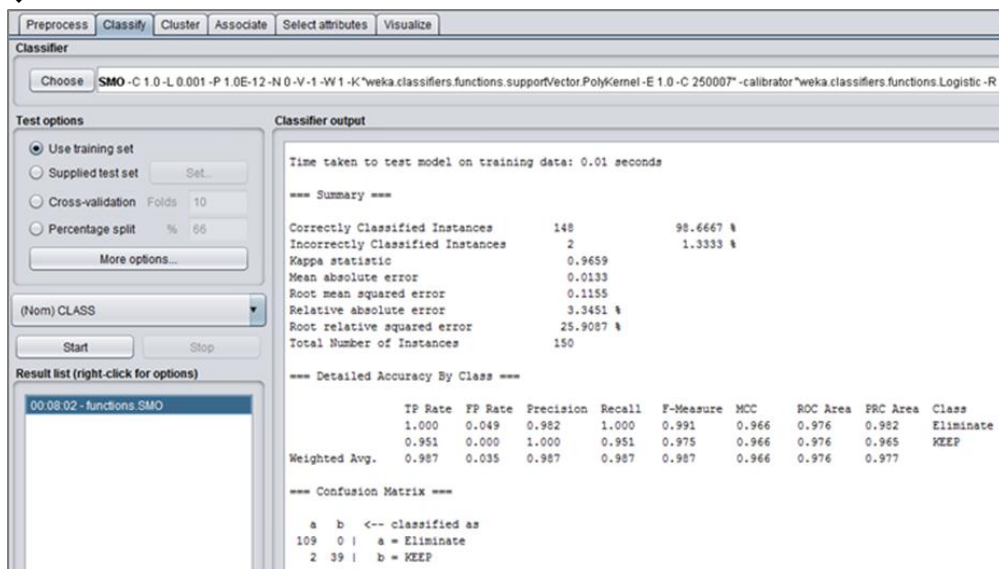 Preprocess Classify Cluster Associate Select attributes Visualize
Classifier
Choose SMO -C 1.0 -L 0.001 -P 1.0E-12 -N 0 -V -1 -W 1 -K "weka.classifiers.functions.supportVector.PolyKernel -E 1.0 -C 250007" -calibrator "weka.classifiers.functions.Logistic -R
Test options
Use training set
Supplied test set Set...
Cross-validation Folds 10
Percentage split % 66
More options...
(Nom) CLASS
Start Stop
Result list (right-click for options)
00:08:02 - functions.SMO
Classifier output
Time taken to test model on training data: 0.01 seconds
=== Summary ===
Correctly Classified Instances 148 98.6667 %
Incorrectly Classified Instances 2 1.3333 %
Kappa statistic 0.9659
Mean absolute error 0.0133
Root mean squared error 0.1155
Relative absolute error 3.3451 %
Root relative squared error 25.9087 %
Total Number of Instances 150
=== Detailed Accuracy By Class ===
TP Rate FP Rate Precision Recall F-Measure MCC ROC Area PRC Area Class
1.000 0.049 0.982 1.000 0.991 0.966 0.976 0.982 Eliminate
0.951 0.000 1.000 0.951 0.975 0.966 0.976 0.965 KEEP
Weighted Avg. 0.987 0.035 0.987 0.987 0.987 0.966 0.976 0.977
=== Confusion Matrix ===
a b <-- classified as
109 0 | a = Eliminate
2 39 | b = KEEP